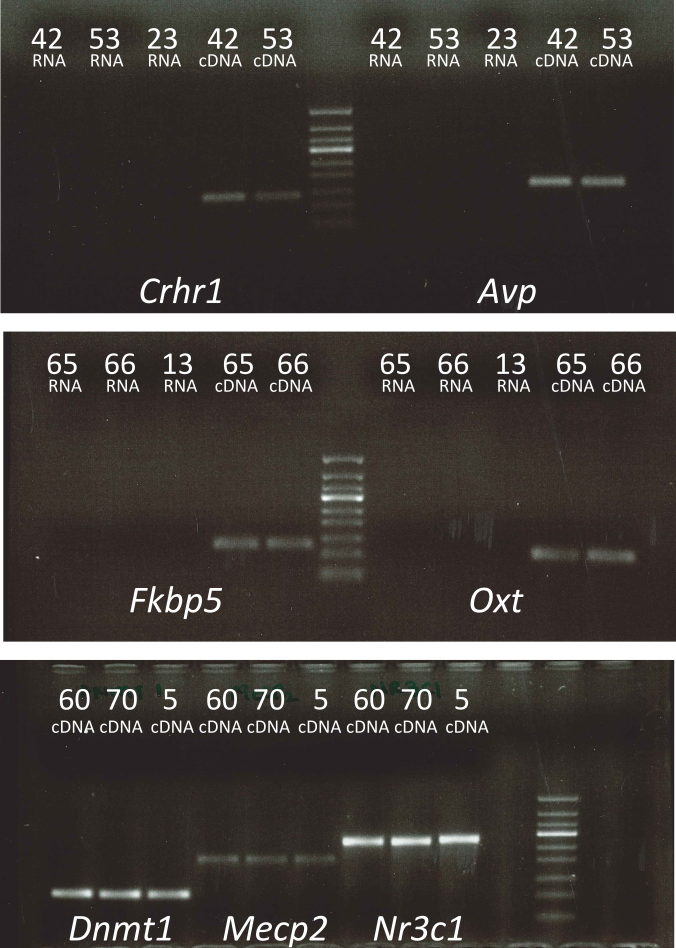 42 53 23 42 53 42 53 23 42 53
RNA RNA RNA cDNA cDNA RNA RNA RNA cDNA cDNA
Crhr1 Avp
65 66 13 65 66 65 66 13 65 66
RNA RNA RNA cDNA cDNA RNA RNA RNA cDNA cDNA
Fkbp5 Oxt
60 70 5 60 70 5 60 70 5
cDNA cDNA cDNA cDNA cDNA cDNA cDNA cDNA cDNA
Dnmt1 Mecp2 Nr3c1